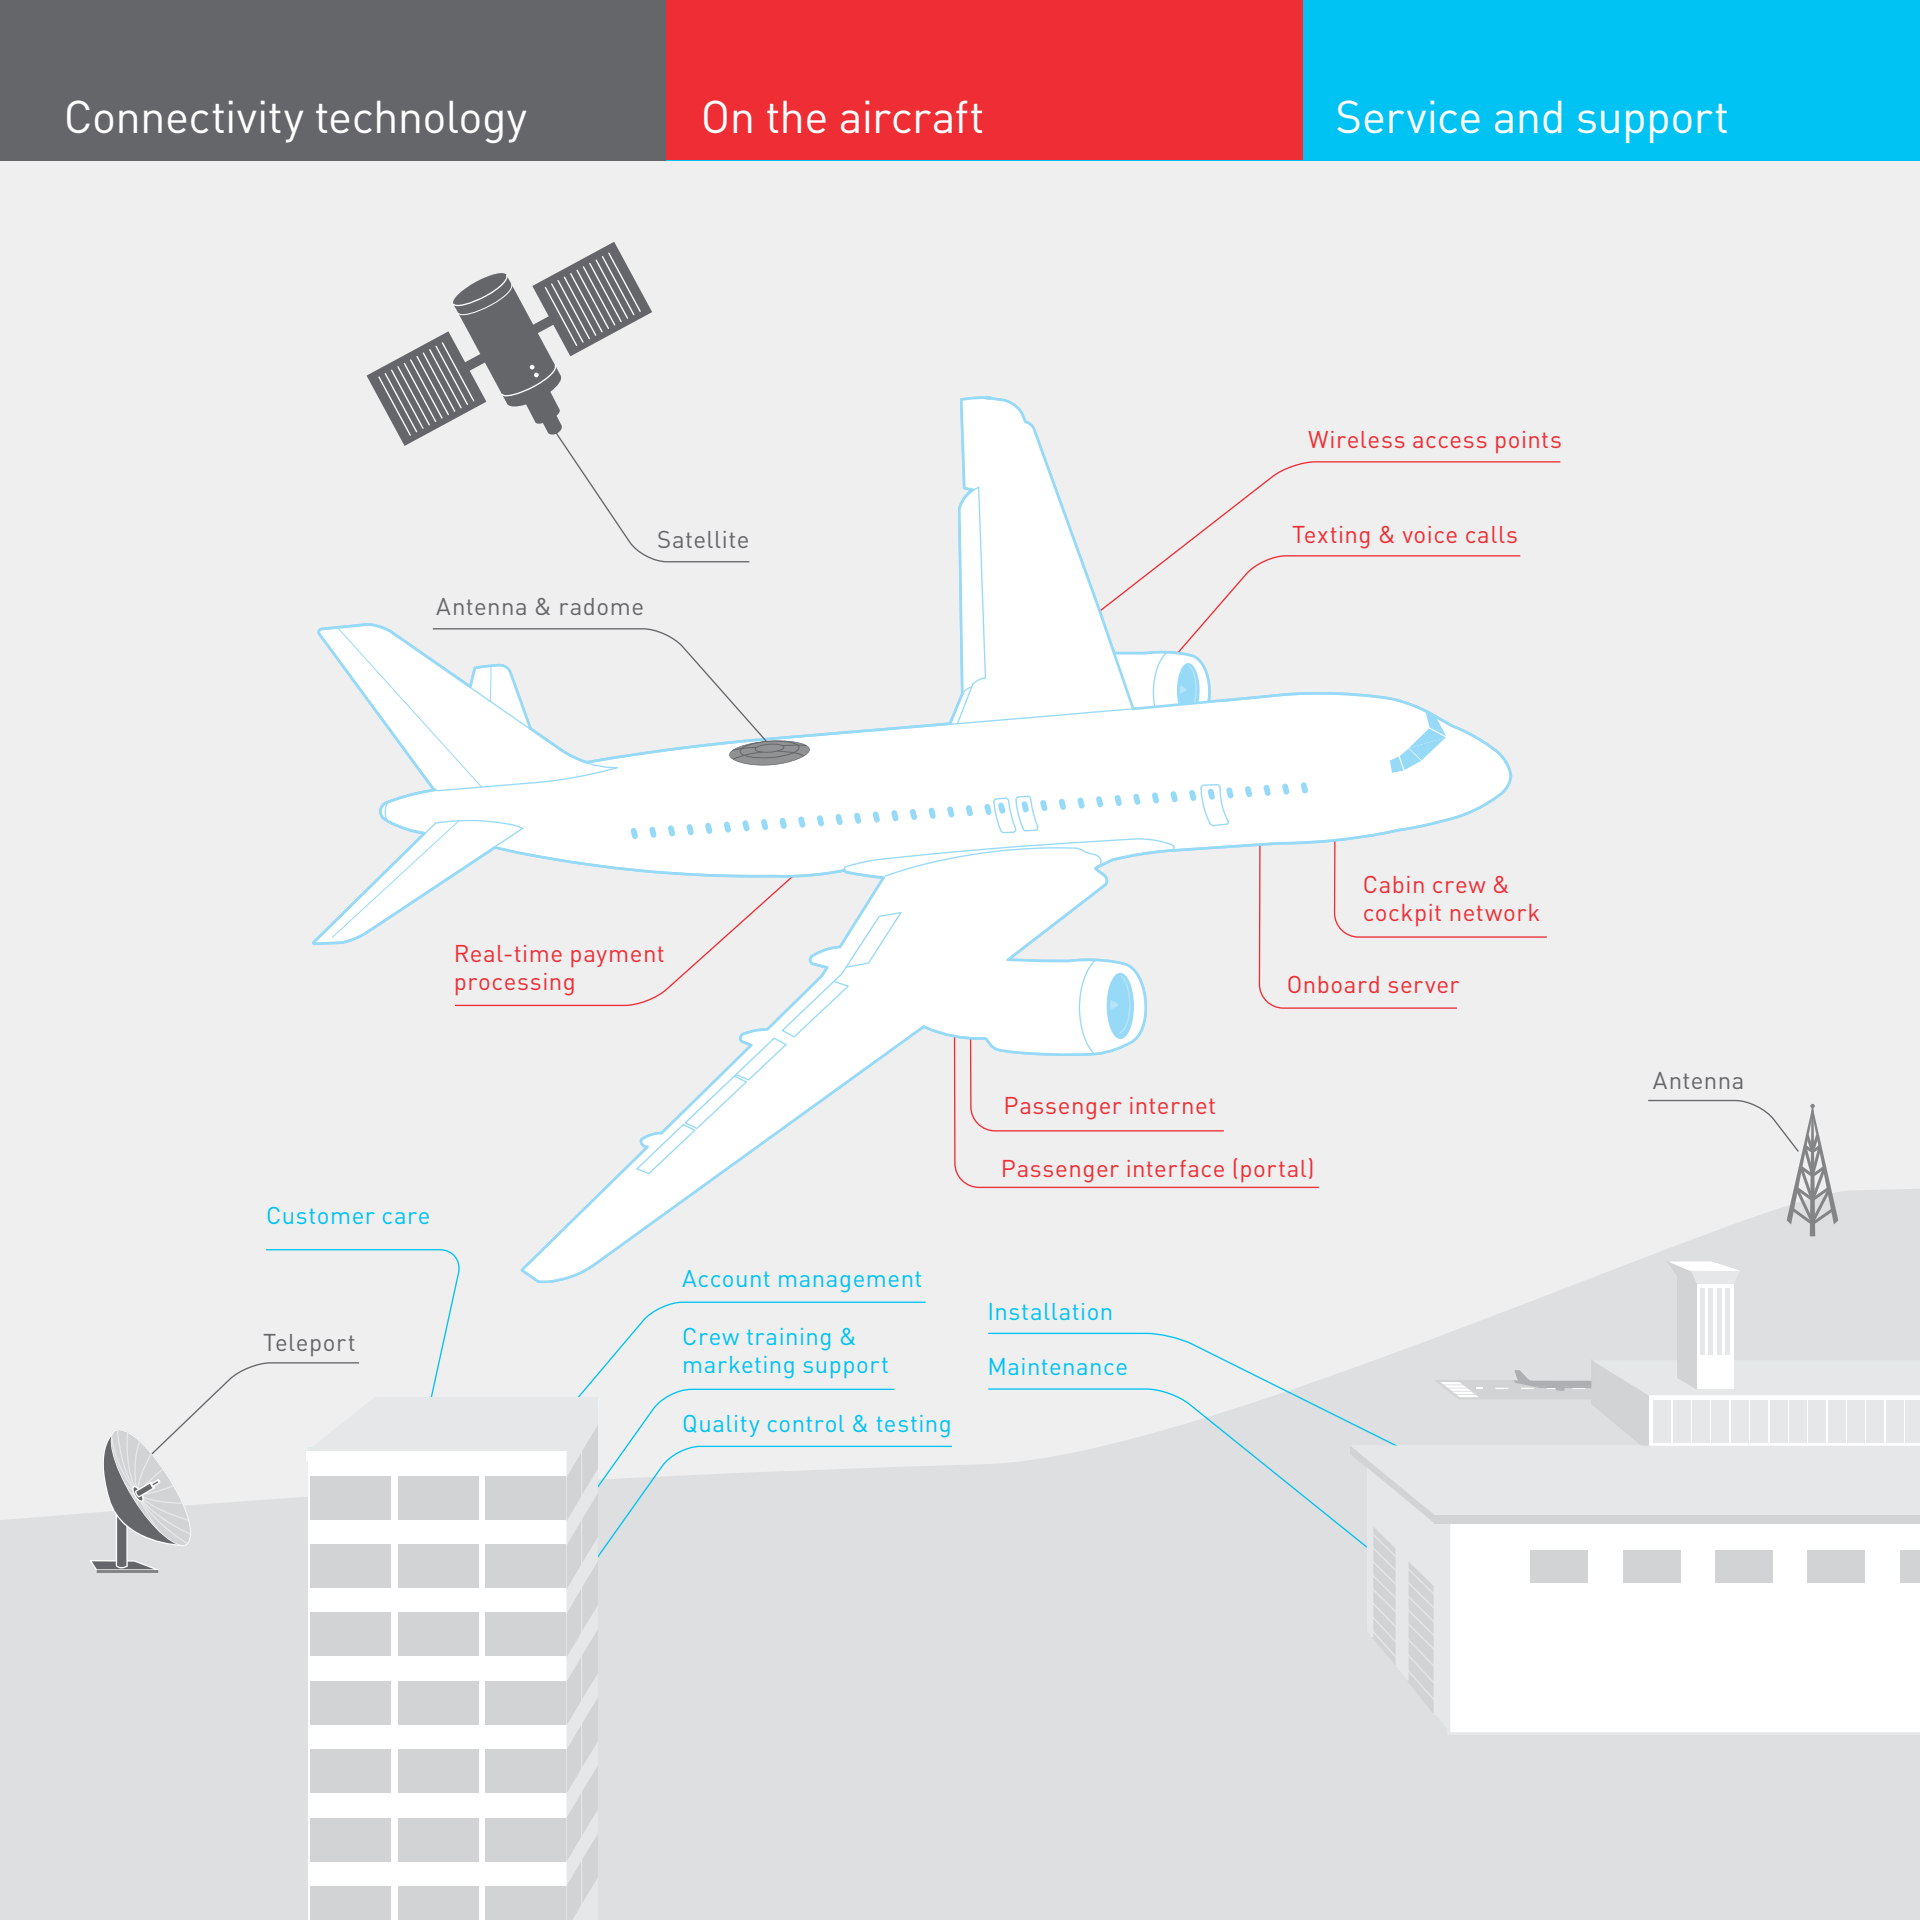 Connectivity technology
On the aircraft
Service and support
Wireless access points
Texting & voice calls
Satellite
Antenna & radome
Cabin crew &
cockpit network
Real-time payment
processing
Onboard server
Antenna
Passenger internet
Passenger interface (portal)
Customer care
Account management
Installation
Teleport
Crew training &
marketing support
Maintenance
Quality control & testing